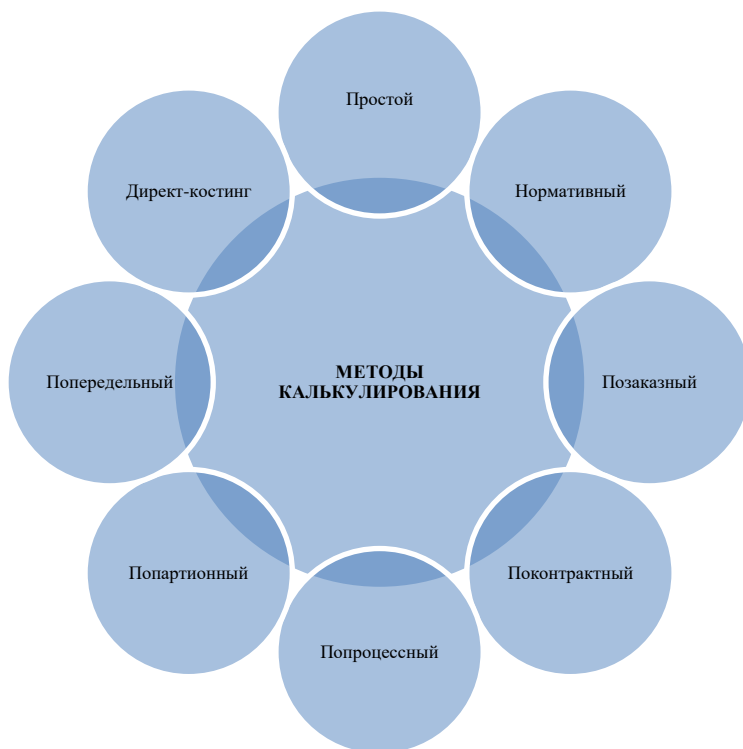 Простой
Директ-костинг
Нормативный
Попередельный
МЕТОДЫ
КАЛЬКУЛИРОВАНИЯ
Позаказный
Попартионный
Поконтрактный
Попроцессный